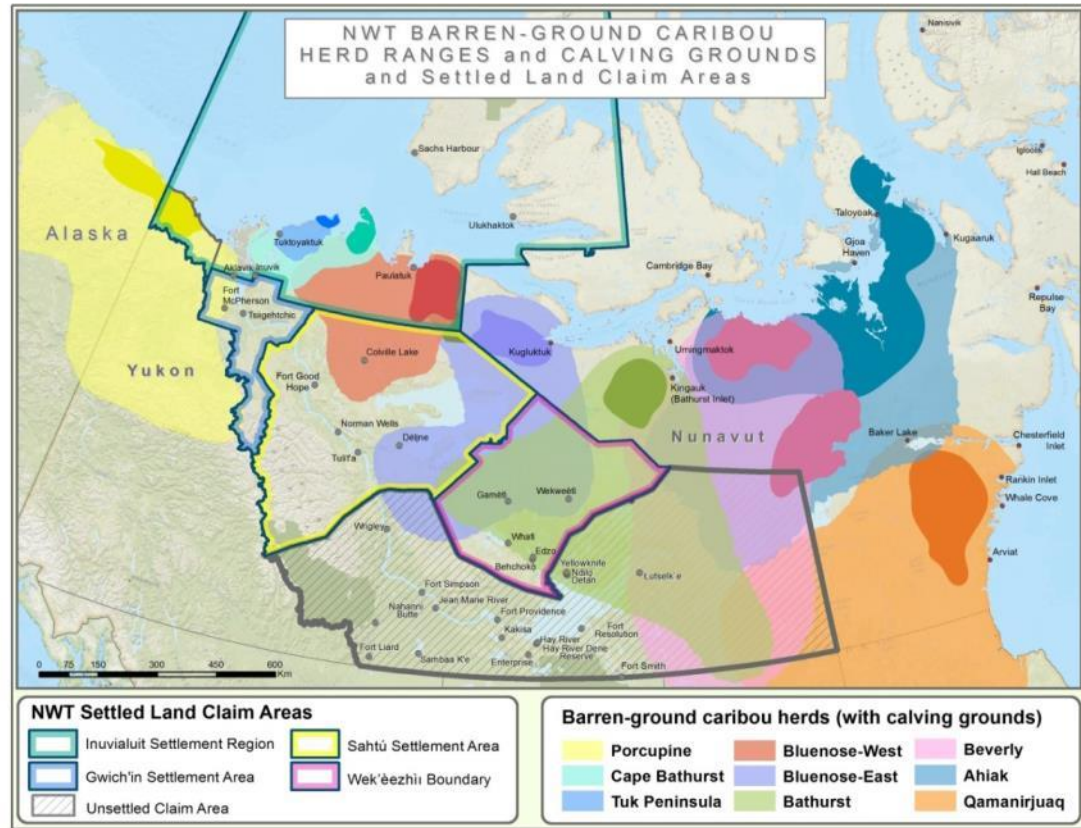 NWT BARREN-GROUND CARIBOU
HERD RANGES and CALVING GROUNDS
and Settled Land Claim Areas
Nanisivik
Sachs Harbour
Igloolik
Hall Beach
Ulukhaktok
Taloyoak
Alaska
Tuktoyaktuk
Gjoa
Haven
Kugaaruk
Aklavik
Inuvik
Paulatuk
Cambridge Bay
Fort
McPherson
Tsiigehtchic
Repulse
Bay
Kugluktuk
Umingmaktok
Yukon
Colville Lake
Fort Good
Hope
Kingauk
(Bathurst Inlet)
Norman Wells
Nunavut
Baker Lake
Chesterfield
Inlet
Déljne
Tulit'a
Rankin Inlet
Whale Cove
Gamètì
Wekweètì
Wrigley
Whatì
Edzo
Behchoko
Arviat
Yellowknife
Ndilo
Detah
Lutselk'e
Fort Simpson
Jean Marie River
Nahanni
Butte
Fort Providence
Kakisa
Fort
Resolution
Hay River
Hay River Dene
Reserve
Fort Liard
Sambaa K'e
Enterprise
Fort Smith
0 75 150 300 450 600
Km
NWT Settled Land Claim Areas
Inuvialuit Settlement Region
Sahtú Settlement Area
Gwich'in Settlement Area
Wek'èezhìı Boundary
Unsettled Claim Area
Barren-ground caribou herds (with calving grounds)
Porcupine
Bluenose-West
Beverly
Cape Bathurst
Bluenose-East
Ahiak
Tuk Peninsula
Bathurst
Qamanirjuaq